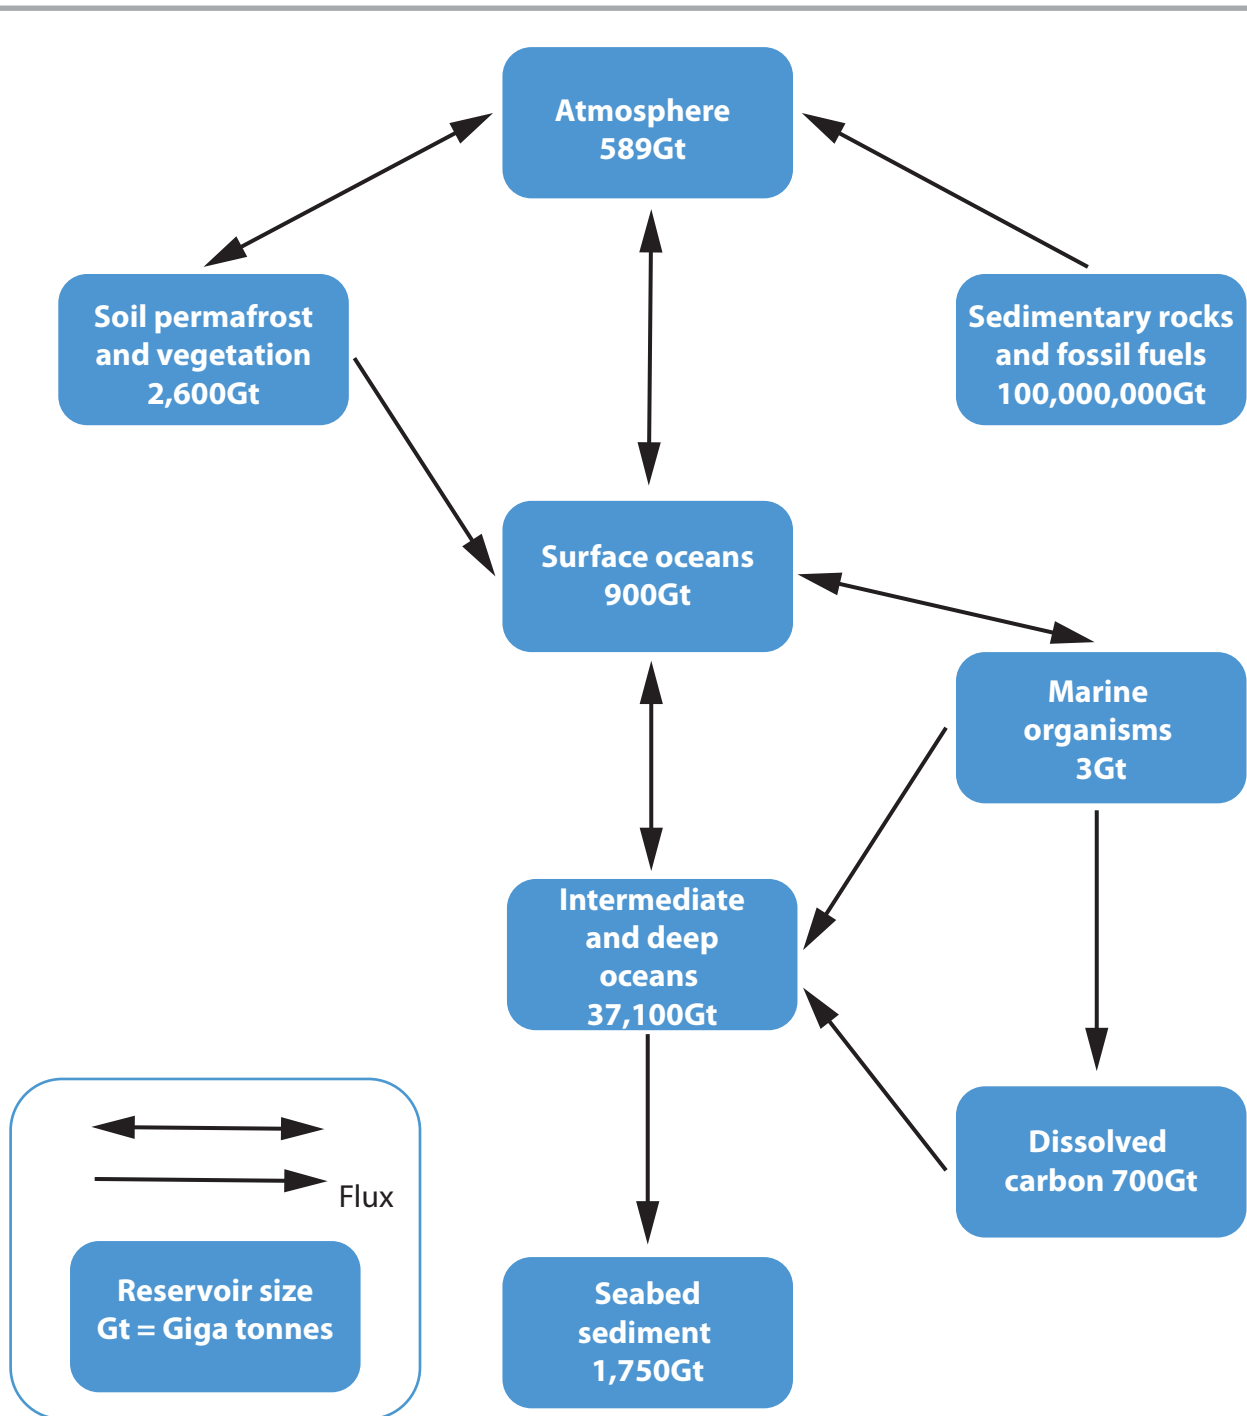 Atmosphere
589Gt
Soil permafrost
and vegetation
2,600Gt
Sedimentary rocks
and fossil fuels
100,000,000Gt
Surface oceans
900Gt
Marine
organisms
3Gt
Intermediate
and deep
oceans
37,100Gt
Dissolved
carbon 700Gt
Flux
Reservoir size
Gt = Giga tonnes
Seabed
sediment
1,750Gt